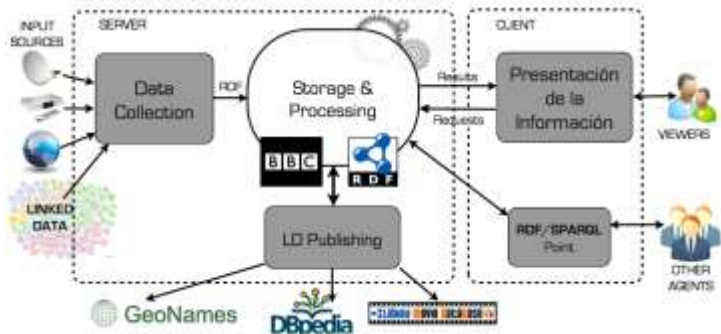 INPUT
SOURCES
SERVER
CLIENT
Data
Collection
RDF
Storage &
Processing
Results
Requests
Presentación
de la
Información
VIEWERS
LINKED
DATA
BBC
RDF
LD Publishing
RDF/SPARQL
Point
OTHER
AGENTS
GeoNames
DBpedia